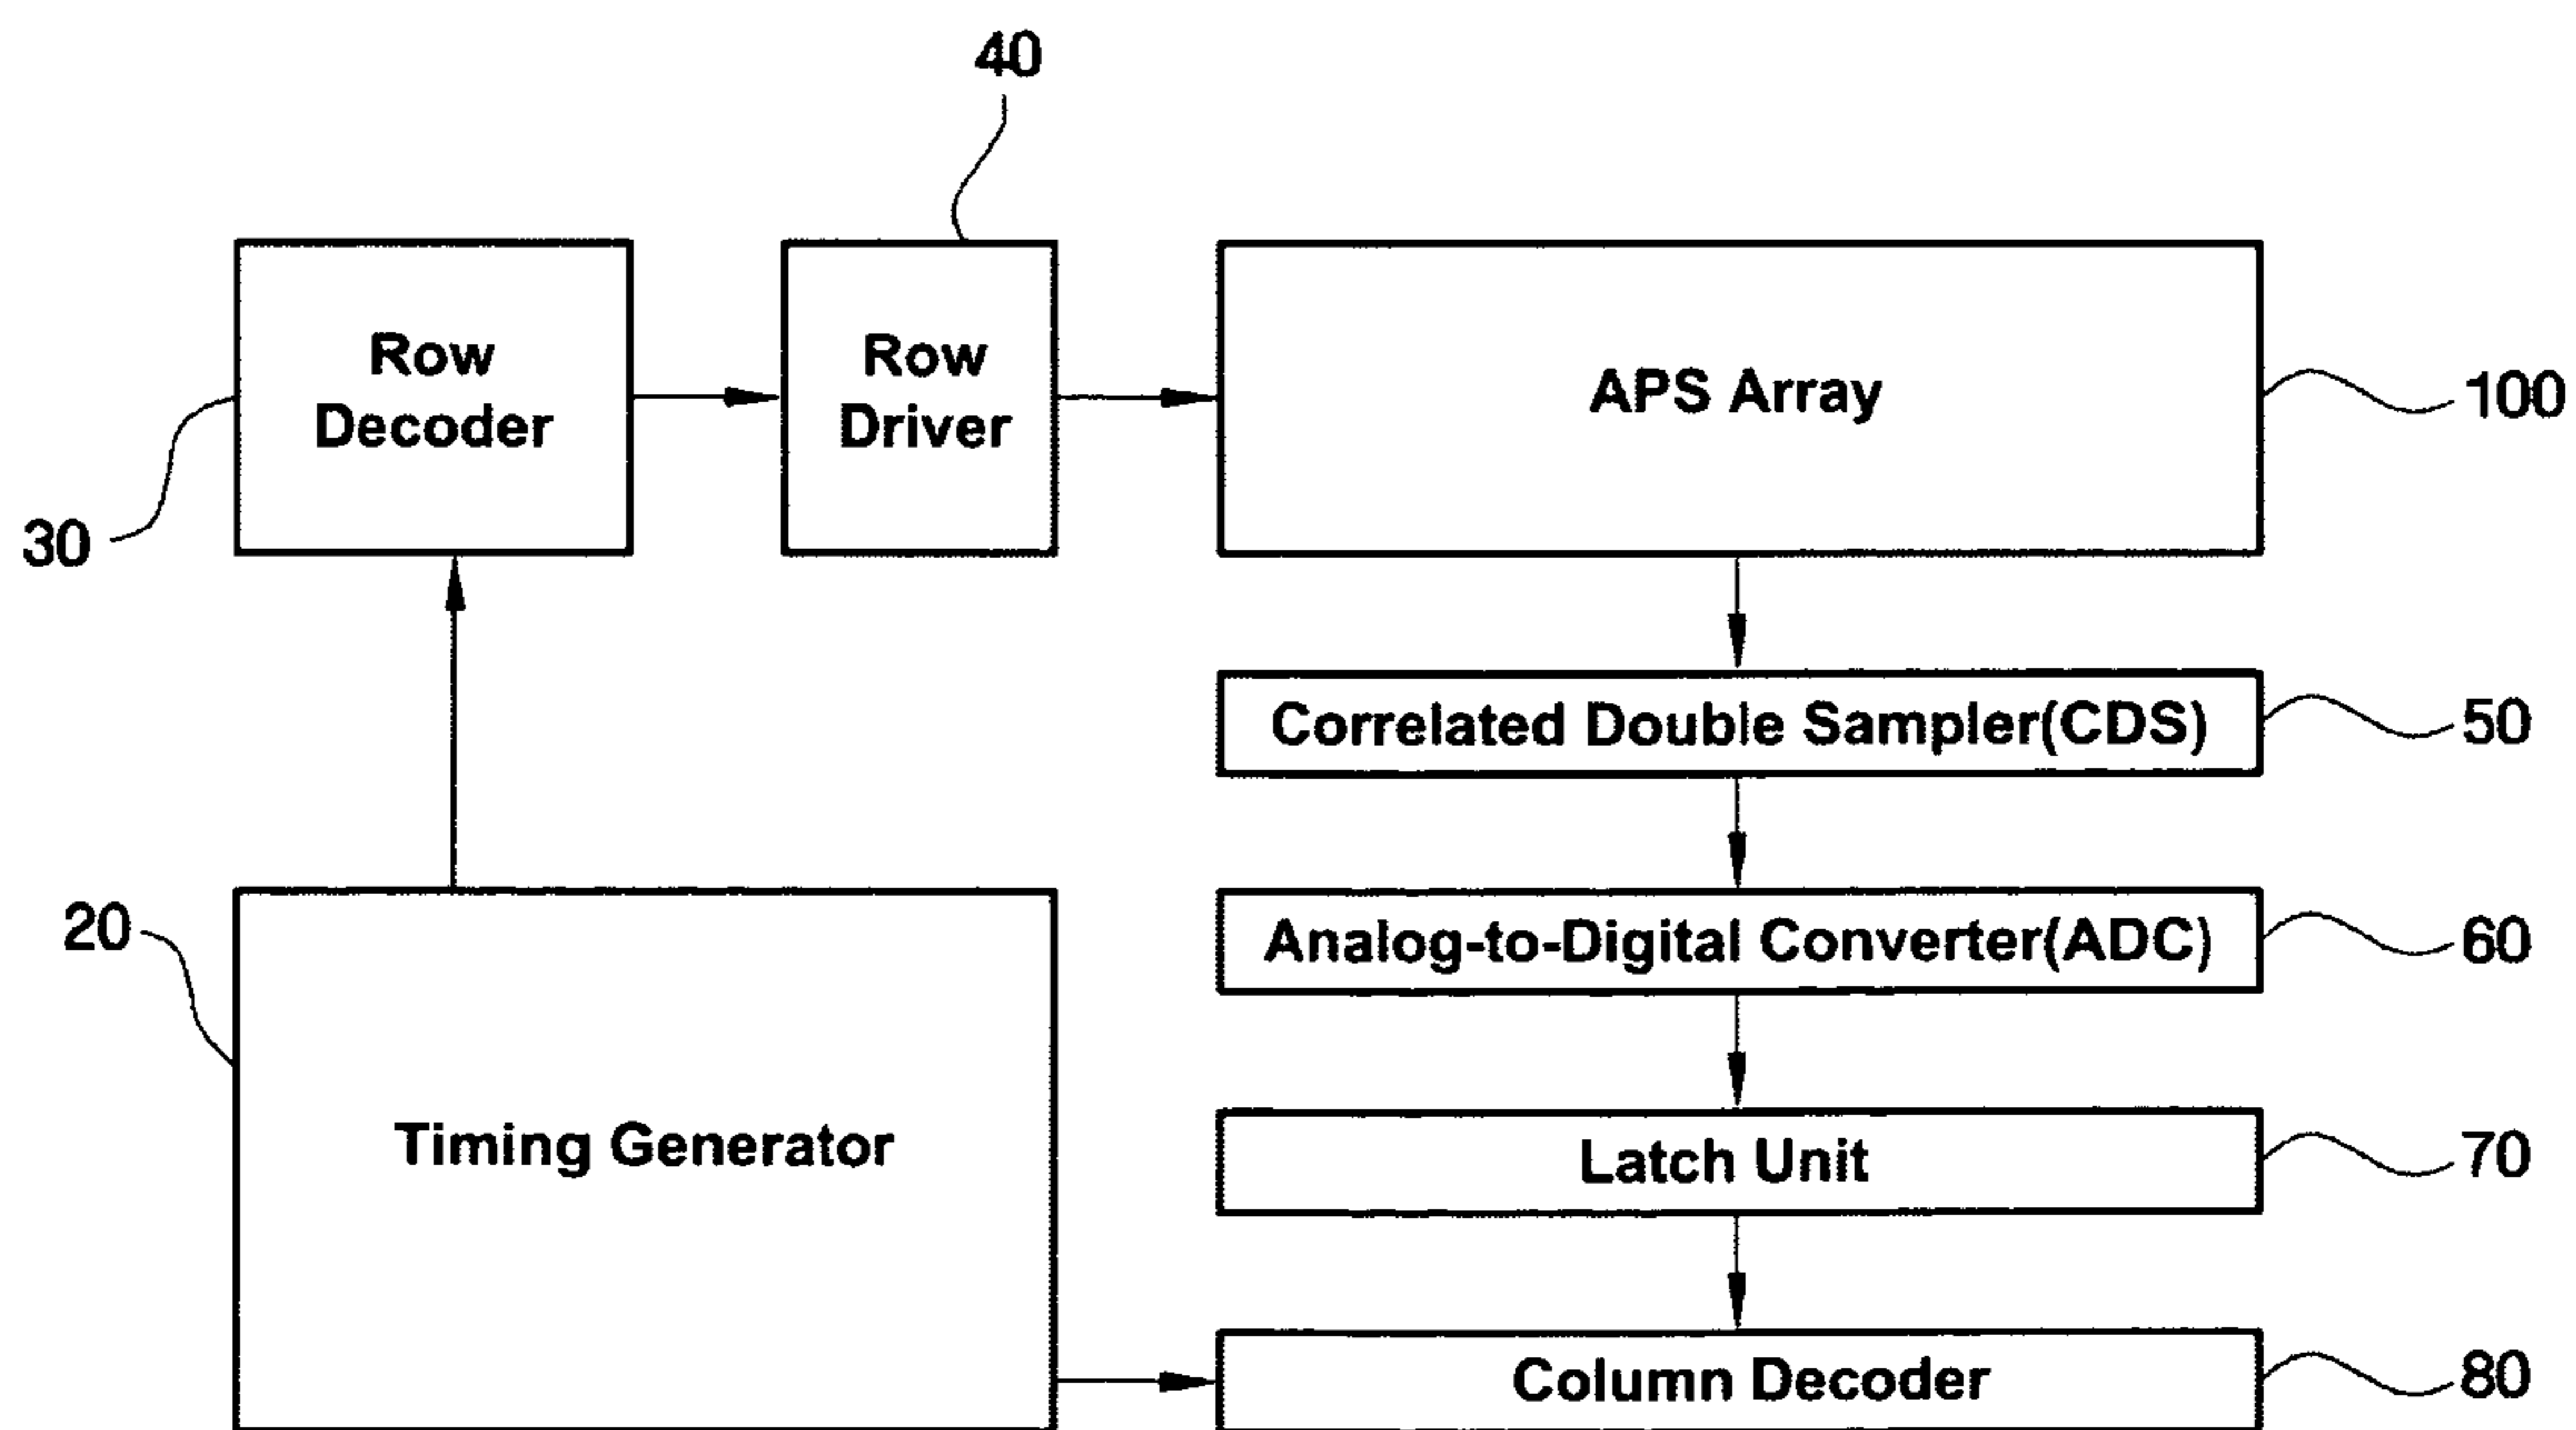 40
Row
Decoder
Row
Driver
APS Array
100
30
Correlated Double Sampler(CDS)
50
20
Analog-to-Digital Converter(ADC)
60
Timing Generator
Latch Unit
70
Column Decoder
80